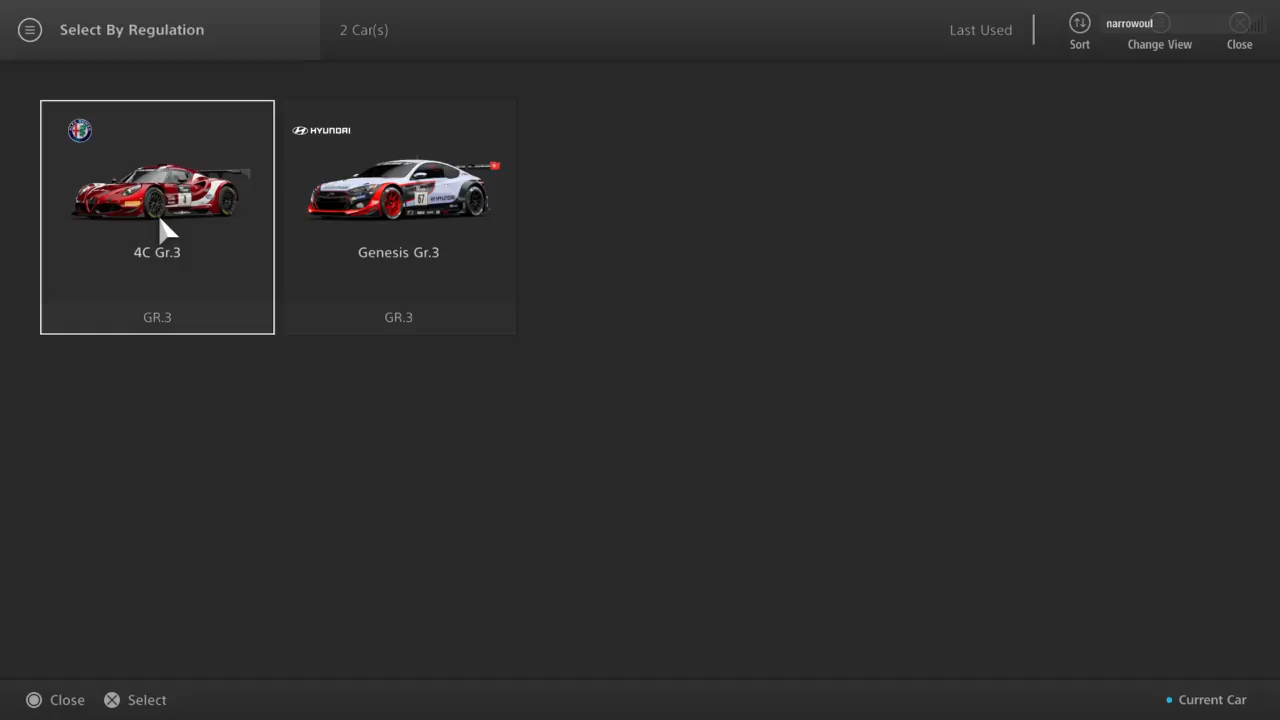 Select By Regulation
2 Car(s)
Last Used
Sort
narrowoul
Change View
Close
HYUNDAI
4C Gr.3
Genesis Gr.3
GR.3
GR.3
Close
Select
Current Car